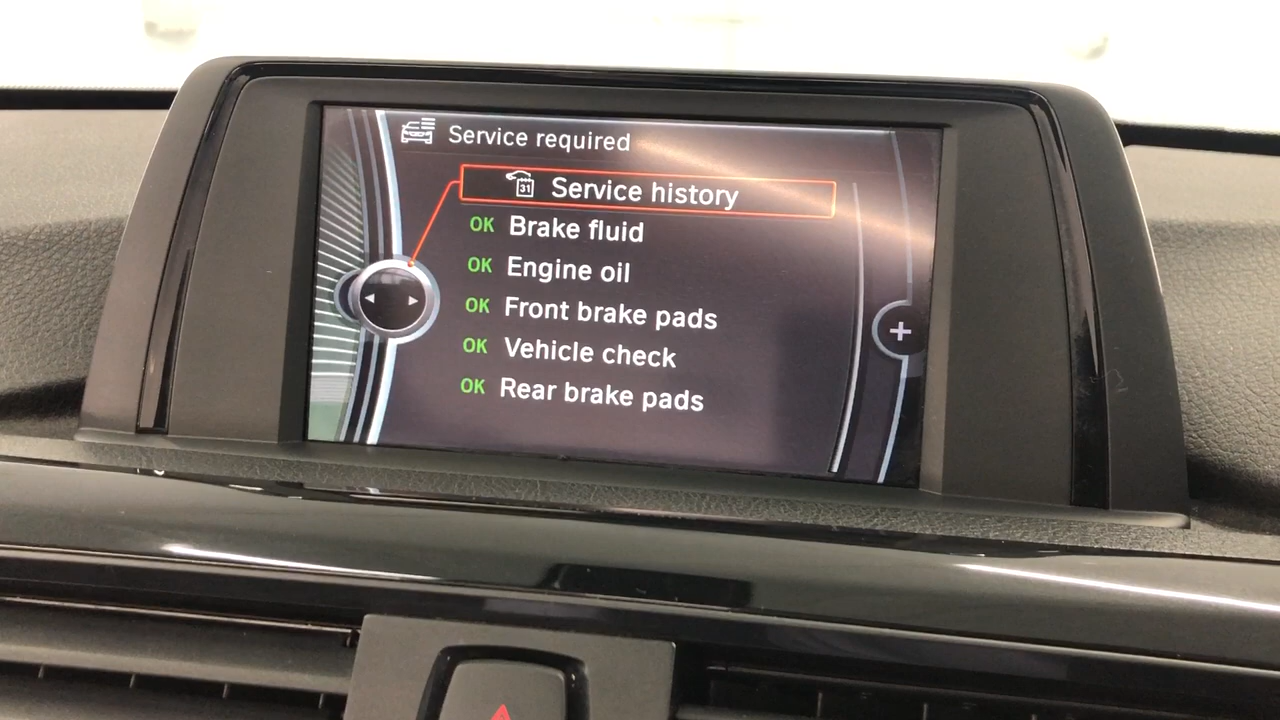 Service required
31 Service history
OK Brake fluid
OK Engine oil
OK Front brake pads
OK Vehicle check
OK Rear brake pads